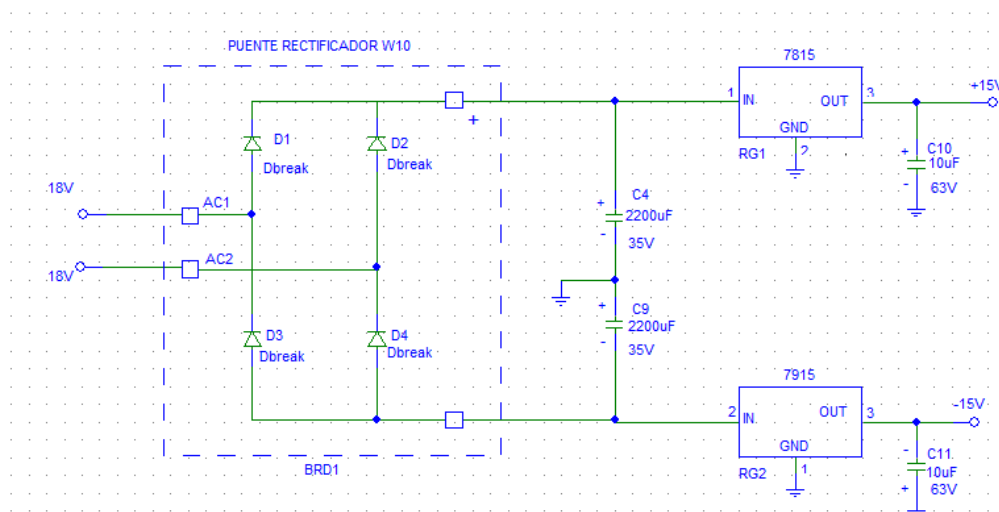 PUENTE RECTIFICADOR W10
7815
+15V
1
IN
OUT
3
GND
2
RG1
+
D1
Dbreak
D2
Dbreak
+
C10
10uF
-
63V
18V
AC1
+
C4
2200uF
-
35V
AC2
18V
+
C9
2200uF
-
35V
D3
Dbreak
D4
Dbreak
7915
-15V
2
IN
OUT
3
GND
1
RG2
BRD1
-
C11
10uF
+
63V